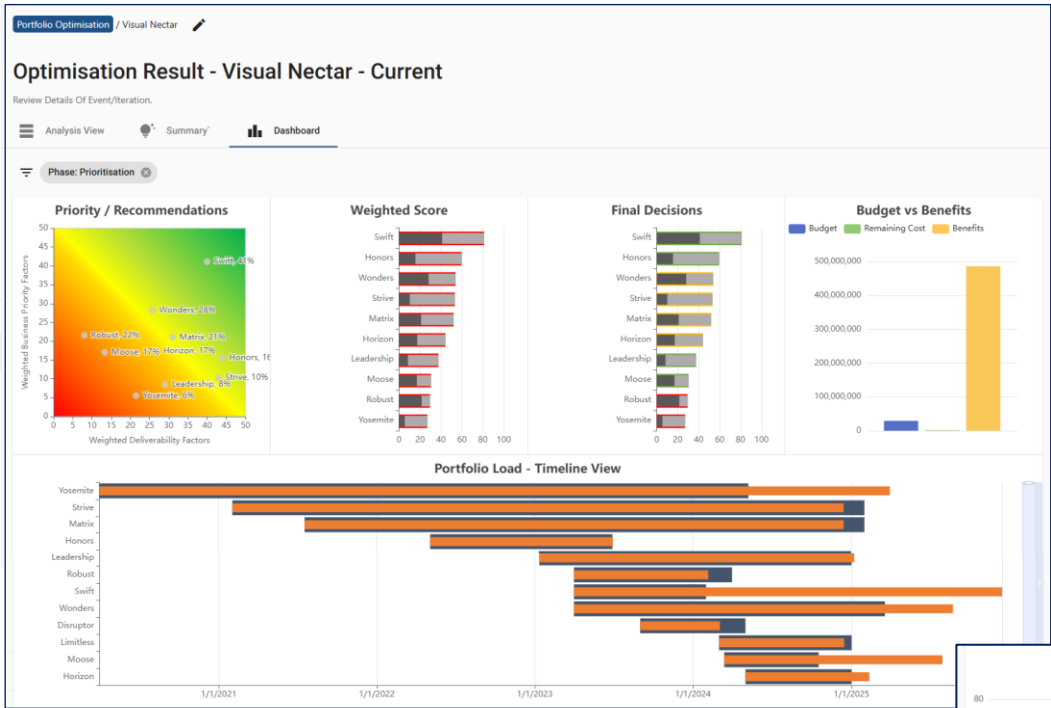 Portfolio Optimisation / Visual Nectar
Optimisation Result - Visual Nectar - Current
Review Details Of Event/Iteration.
Analysis View
Summary
Dashboard
Phase: Prioritisation
Priority / Recommendations
Weighted Business Priority Factors
50
45
40
35
30
25
20
15
10
5
0
Swift, 41%
Wonders, 28%
Robust, 22%
Matrix, 21%
Moose, 17%
Horizon, 17%
Honors, 16
Strive, 10%
Leadership, 8%
Yosemite, 6%
0 5 10 15 20 25 30 35 40 45 50
Weighted Deliverability Factors
Weighted Score
Swift
Honors
Wonders
Strive
Matrix
Horizon
Leadership
Moose
Robust
Yosemite
0 20 40 60 80 100
Final Decisions
Swift
Honors
Wonders
Strive
Matrix
Horizon
Leadership
Moose
Robust
Yosemite
0 20 40 60 80 100
Budget vs Benefits
Budget Remaining Cost Benefits
500,000,000
400,000,000
300,000,000
200,000,000
100,000,000
0
Portfolio Load - Timeline View
Yosemite
Strive
Matrix
Honors
Leadership
Robust
Swift
Wonders
Disruptor
Limitless
Moose
Horizon
1/1/2021 1/1/2022 1/1/2023 1/1/2024 1/1/2025
80